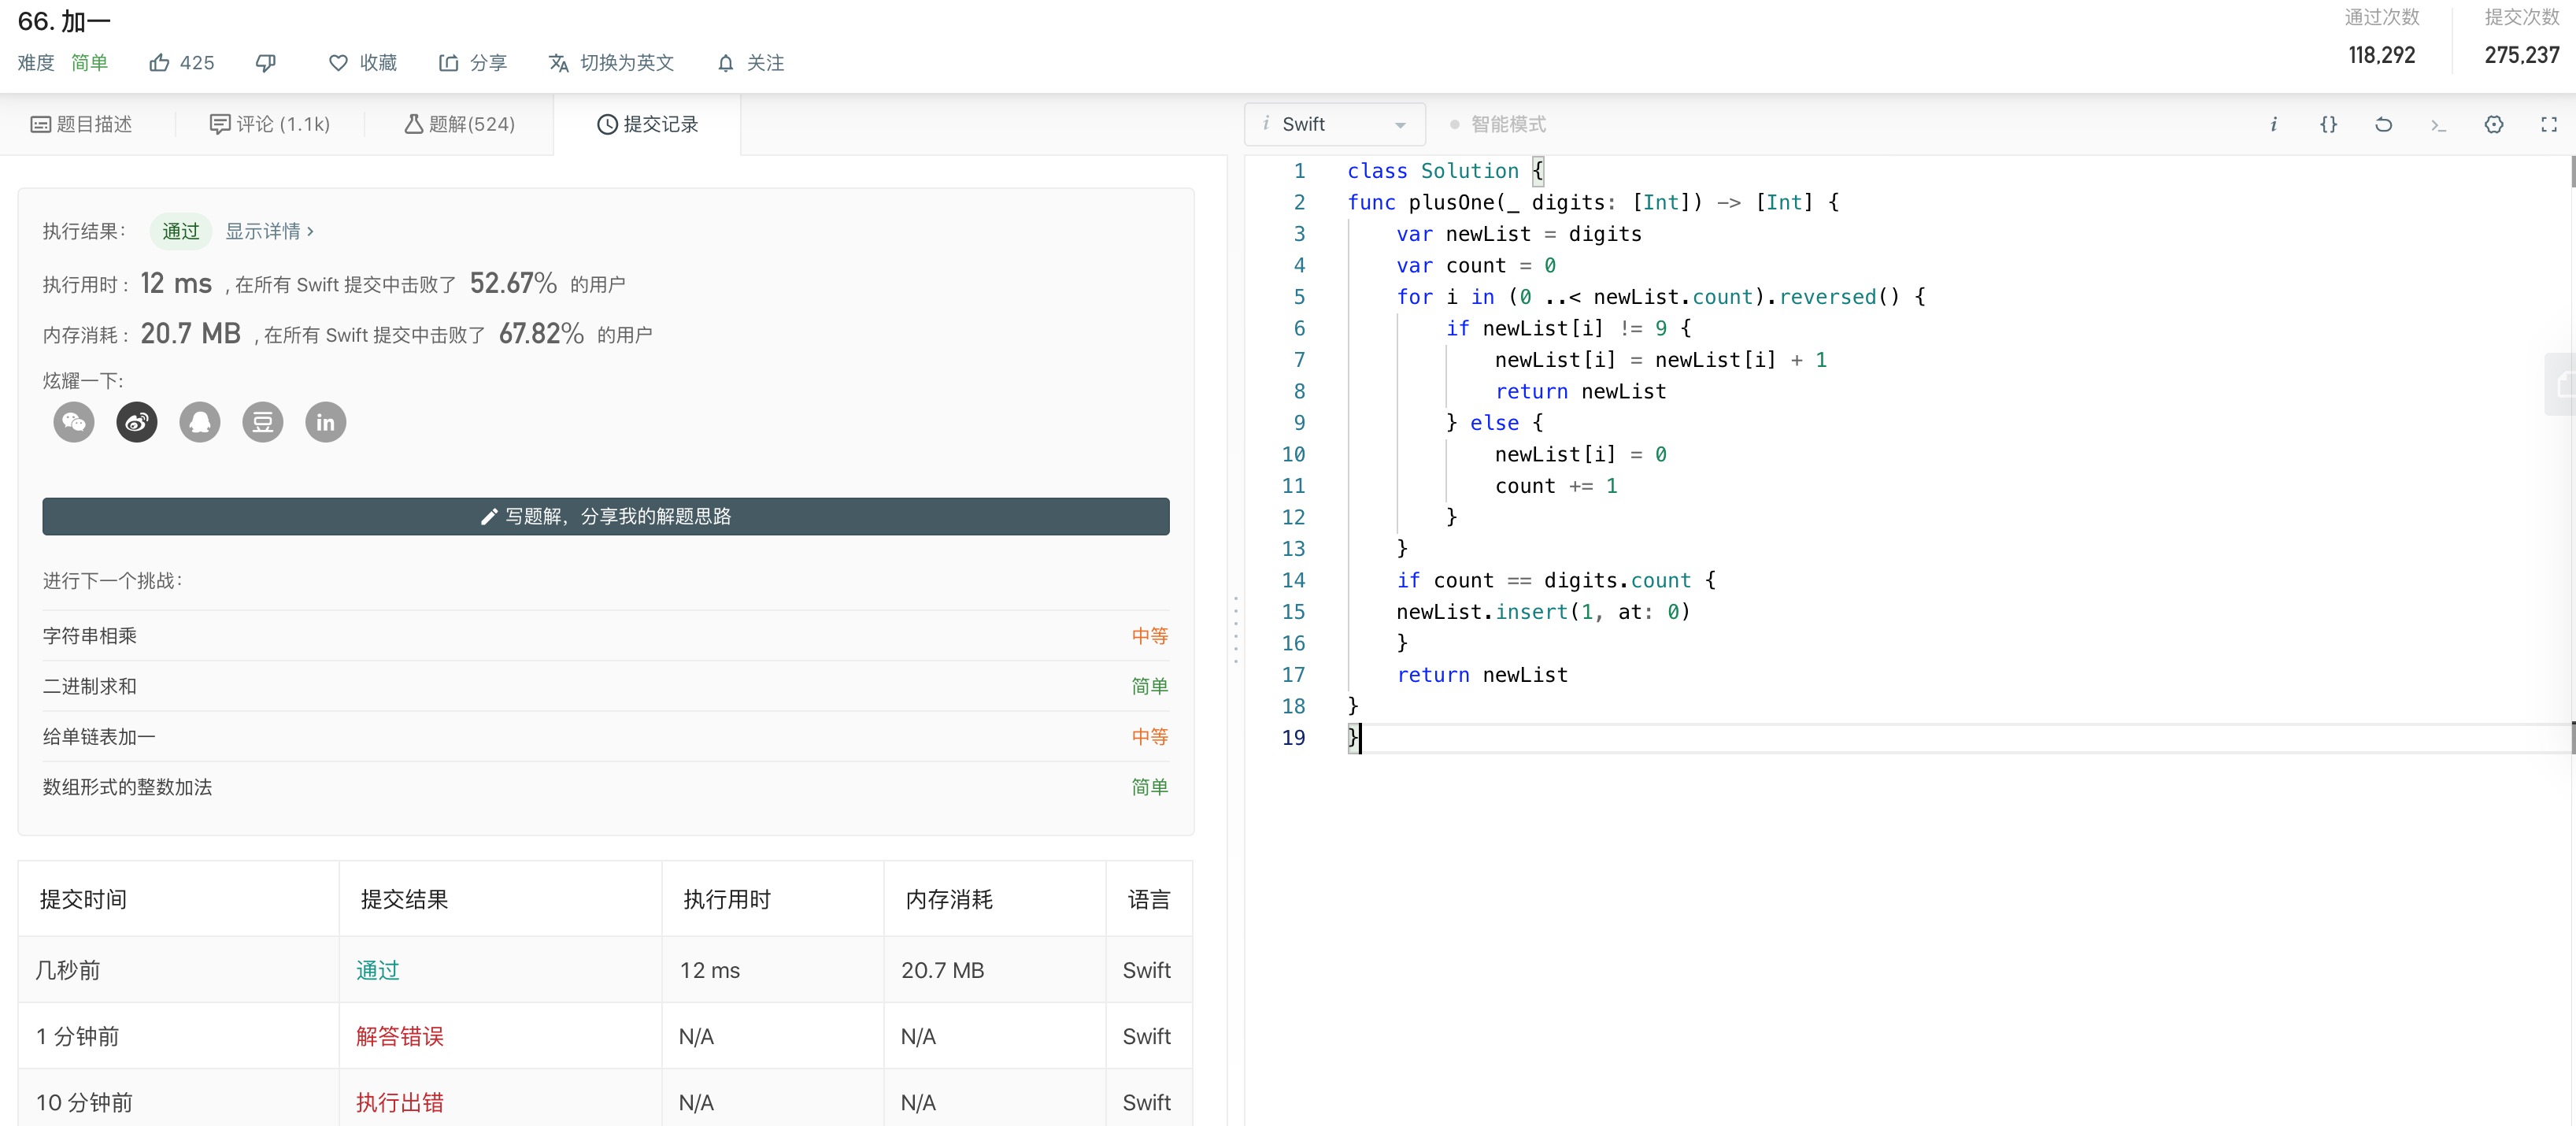 66. 加一
难度 简单 425 收藏 分享 切换为英文 关注
通过次数 提交次数
118,292 275,237
题目描述 评论 (1.1k) 题解(524) 提交记录
执行结果： 通过 显示详情 >
执行用时： 12 ms ，在所有 Swift 提交中击败了 52.67% 的用户
内存消耗： 20.7 MB ，在所有 Swift 提交中击败了 67.82% 的用户
炫耀一下:
豆 in
写题解，分享我的解题思路
进行下一个挑战：
字符串相乘 中等
二进制求和 简单
给单链表加一 中等
数组形式的整数加法 简单
提交时间 提交结果 执行用时 内存消耗 语言
几秒前 通过 12 ms 20.7 MB Swift
1 分钟前 解答错误 N/A N/A Swift
10 分钟前 执行出错 N/A N/A Swift
i Swift 智能模式 i {} >_
1 class Solution {
2 func plusOne(_ digits: [Int]) -> [Int] {
3 var newList = digits
4 var count = 0
5 for i in (0 ..< newList.count).reversed() {
6 if newList[i] != 9 {
7 newList[i] = newList[i] + 1
8 return newList
9 } else {
10 newList[i] = 0
11 count += 1
12 }
13 }
14 if count == digits.count {
15 newList.insert(1, at: 0)
16 }
17 return newList
18 }
19 }